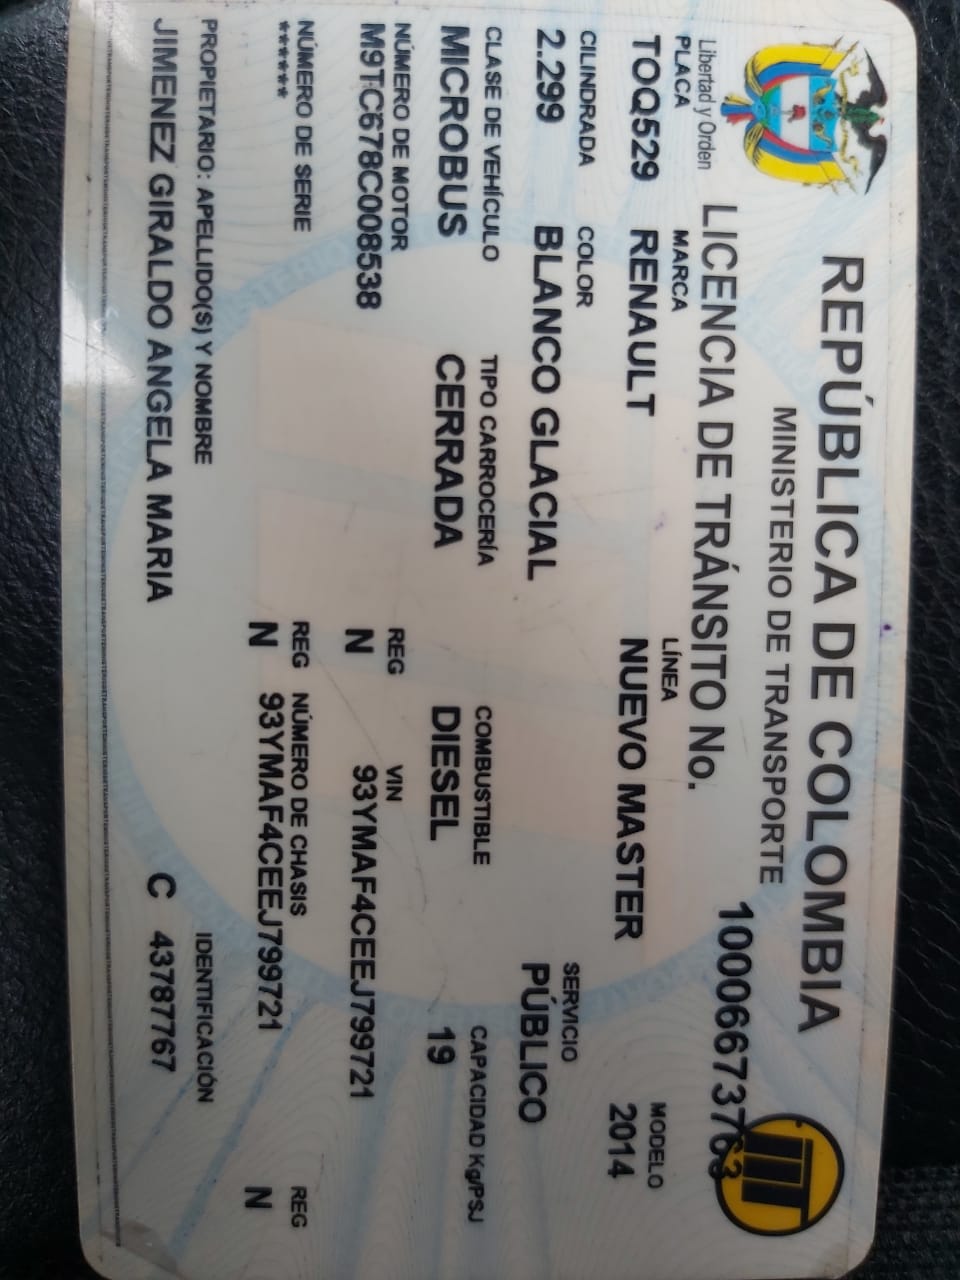 REPÚBLICA DE COLOMBIA
MINISTERIO DE TRANSPORTE
Libertad y Orden
LICENCIA DE TRÁNSITO No. 10006673763
PLACA MARCA LÍNEA MODELO
TOQ529 RENAULT NUEVO MASTER 2014
CILINDRADA COLOR SERVICIO
2.299 BLANCO GLACIAL PÚBLICO
CLASE DE VEHÍCULO TIPO CARROCERÍA COMBUSTIBLE CAPACIDAD Kg/PSJ
MICROBUS CERRADA DIESEL 19
NÚMERO DE MOTOR REG VIN
M9TC678C008538 N 93YMAF4CEEJ799721
NÚMERO DE SERIE REG NÚMERO DE CHASIS REG
***** N 93YMAF4CEEJ799721 N
PROPIETARIO: APELLIDO(S) Y NOMBRE IDENTIFICACIÓN
JIMENEZ GIRALDO ANGELA MARIA C 43787767